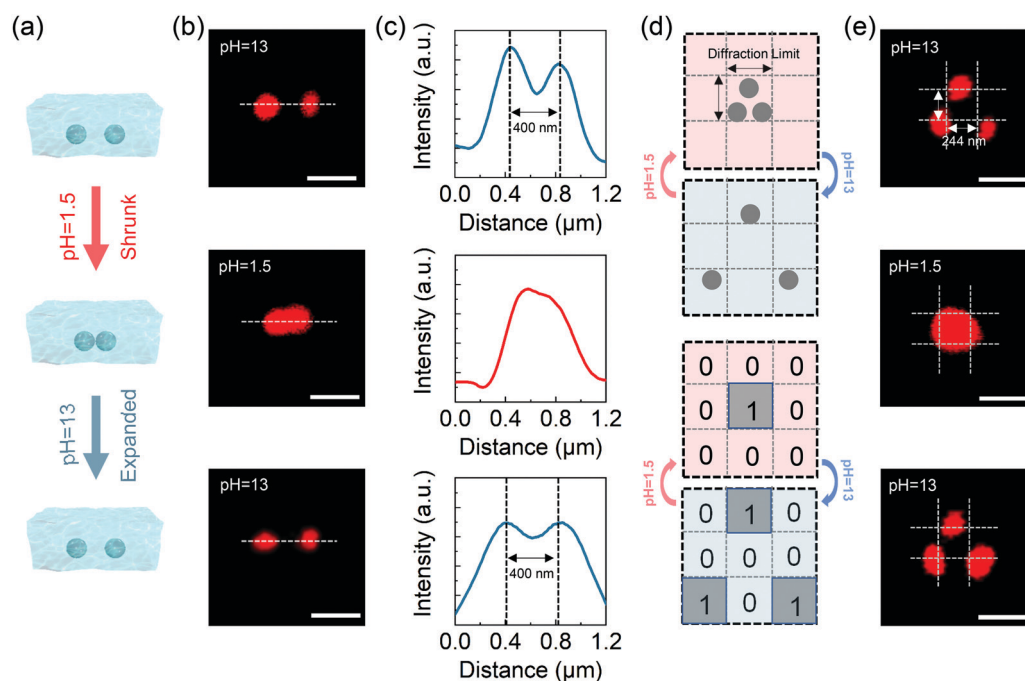 (a)
pH=1.5
Shrunk
pH=13
Expanded
(b)
pH=13
pH=1.5
pH=13
(c)
Intensity (a.u.)
400 nm
0.0 0.4 0.8 1.2
Distance (μm)
Intensity (a.u.)
0.0 0.4 0.8 1.2
Distance (μm)
Intensity (a.u.)
400 nm
0.0 0.4 0.8 1.2
Distance (μm)
(d)
Diffraction Limit
pH=1.5
pH=13
0 0 0
0 1 0
0 0 0
pH=1.5
pH=13
0 1 0
0 0 0
1 0 1
(e)
pH=13
244 nm
pH=1.5
pH=13